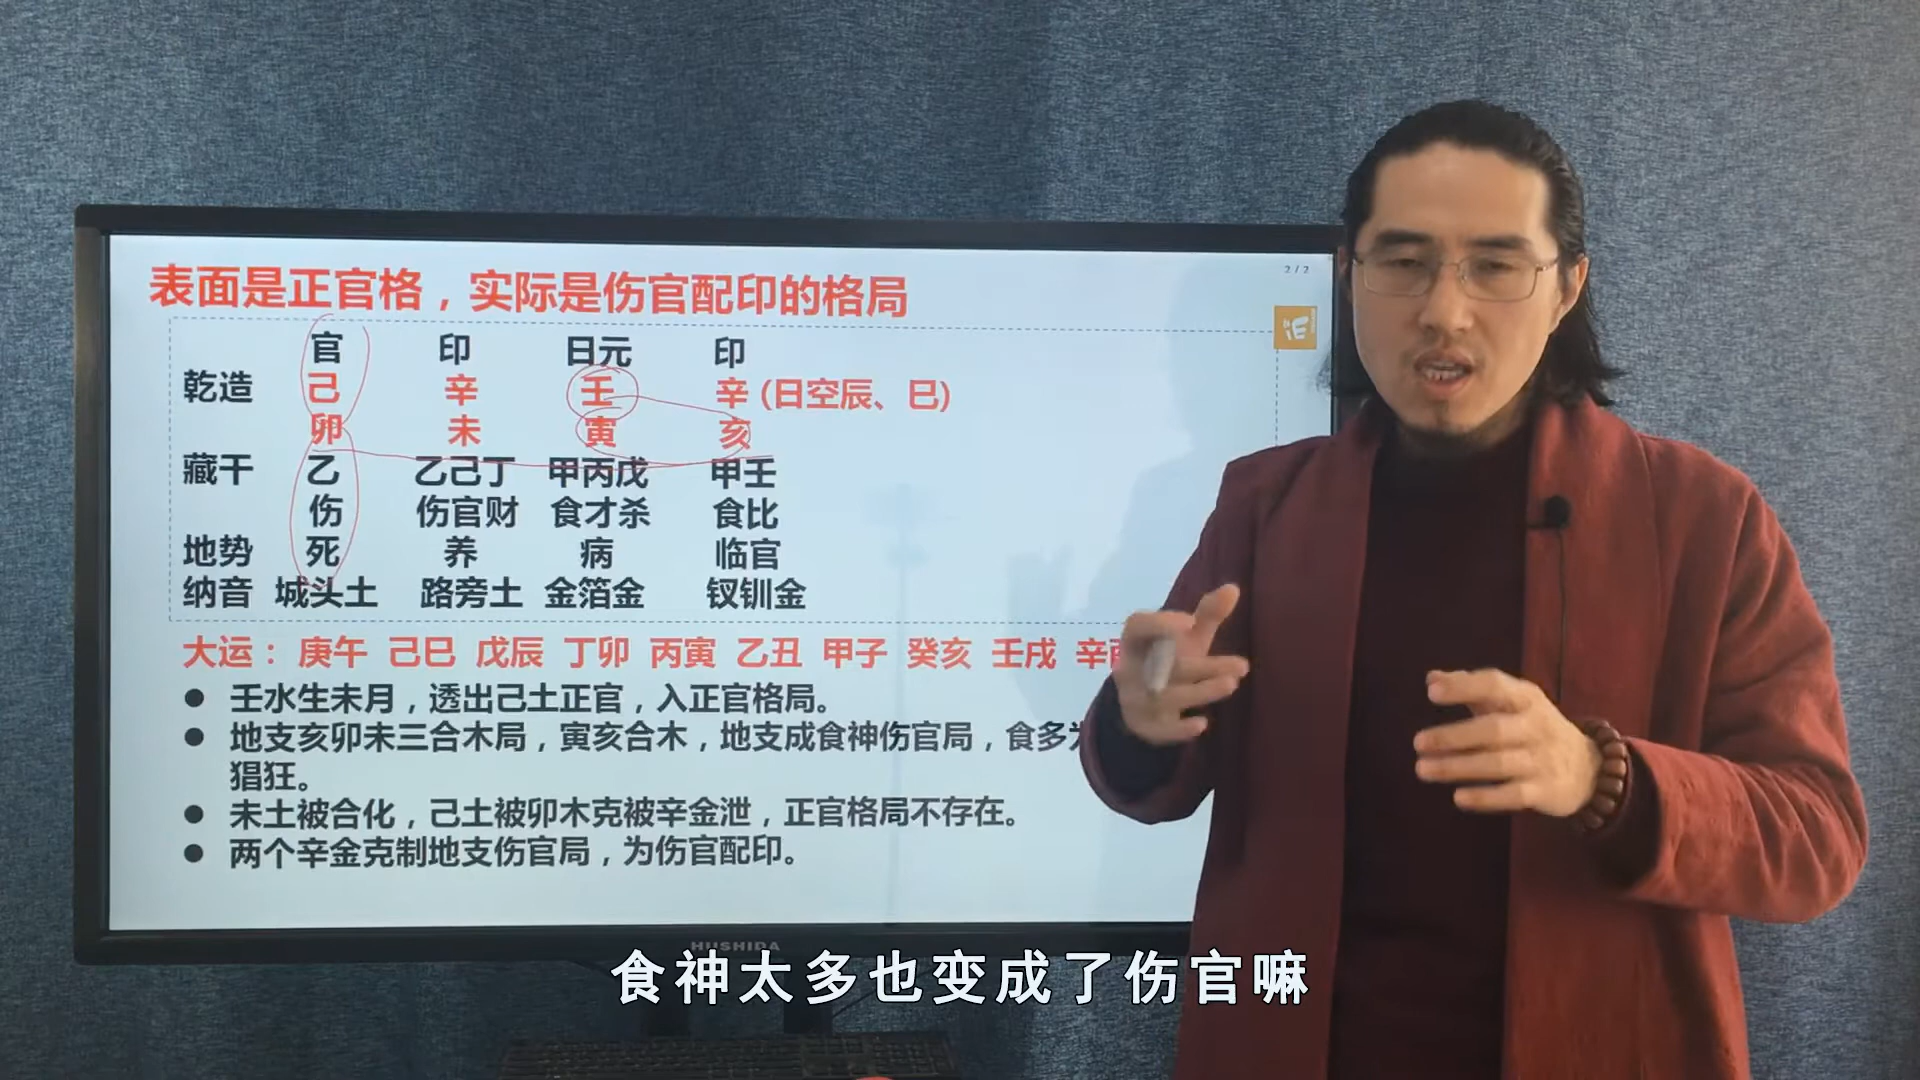 2/2
表面是正官格，实际是伤官配印的格局
官 印 日元 印
乾造 己 辛 壬 辛 (日空辰、巳)
卯 未 寅 亥
藏干 乙 乙己丁 甲丙戊 甲壬
伤 伤官财 食才杀 食比
地势 死 养 病 临官
纳音 城头土 路旁土 金箔金 钗钏金
大运： 庚午 己巳 戊辰 丁卯 丙寅 乙丑 甲子 癸亥 壬戌 辛
● 壬水生未月，透出己土正官，入正官格局。
● 地支亥卯未三合木局，寅亥合木，地支成食神伤官局，食多
猖狂。
● 未土被合化，己土被卯木克被辛金泄，正官格局不存在。
● 两个辛金克制地支伤官局，为伤官配印。
HUSHIDA
食神太多也变成了伤官嘛